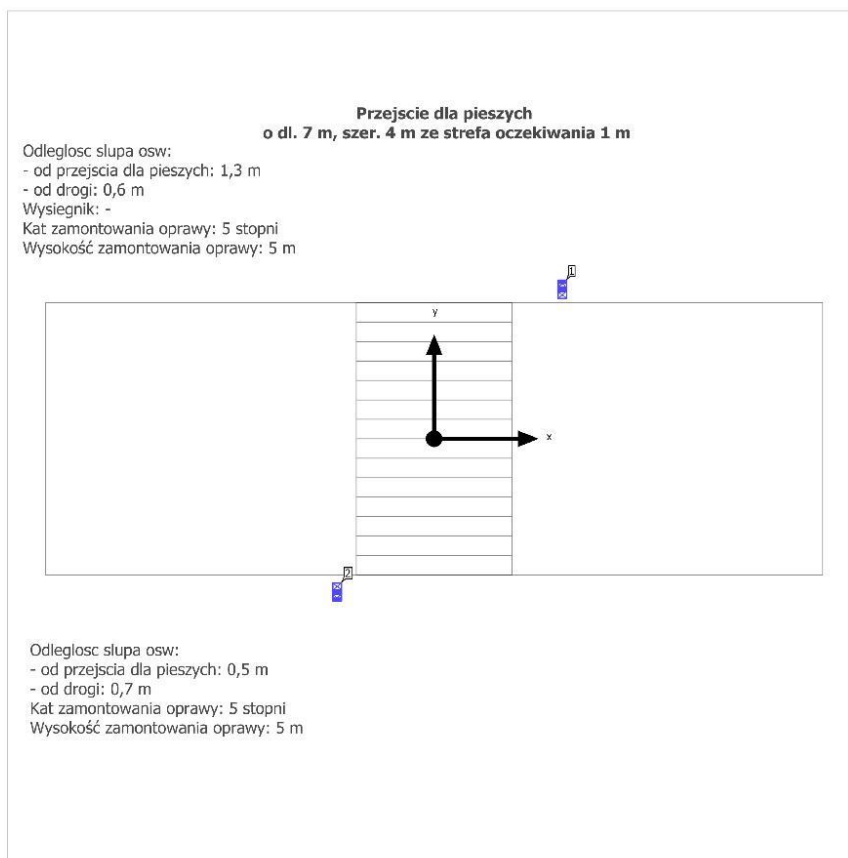 Przejscie dla pieszych
o dl. 7 m, szer. 4 m ze strefa oczekiwania 1 m
Odleglosc slupa osw:
- od przejscia dla pieszych: 1,3 m
- od drogi: 0,6 m
Wysiegnik: -
Kat zamontowania oprawy: 5 stopni
Wysokość zamontowania oprawy: 5 m
1
y
x
2
Odleglosc slupa osw:
- od przejscia dla pieszych: 0,5 m
- od drogi: 0,7 m
Kat zamontowania oprawy: 5 stopni
Wysokość zamontowania oprawy: 5 m